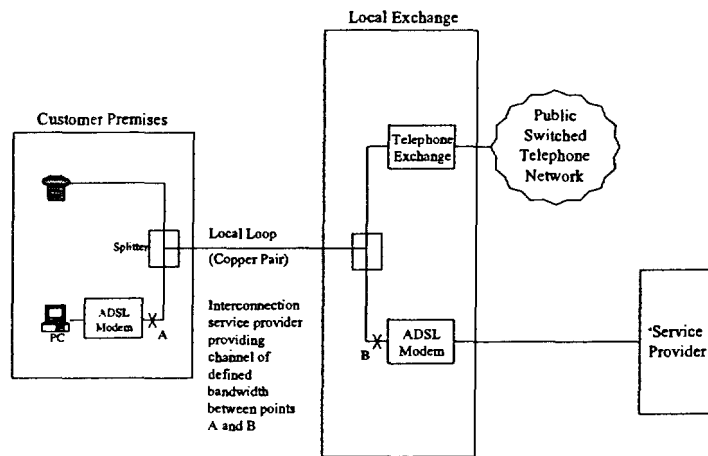 Local Exchange
Customer Premises
Telephone
Exchange
Public
Switched
Telephone
Network
Splitter
Local Loop
(Copper Pair)
ADSL
Modem
PC
A
Interconnection
service provider
providing
channel of
defined
bandwidth
between points
A and B
B
ADSL
Modem
Service
Provider